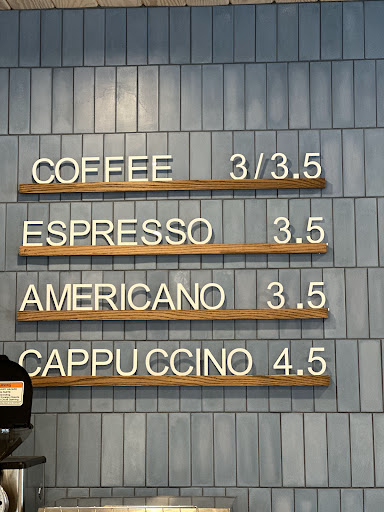 COFFEE 3/3.5
ESPRESSO 3.5
AMERICANO 3.5
CAPPUCCINO 4.5